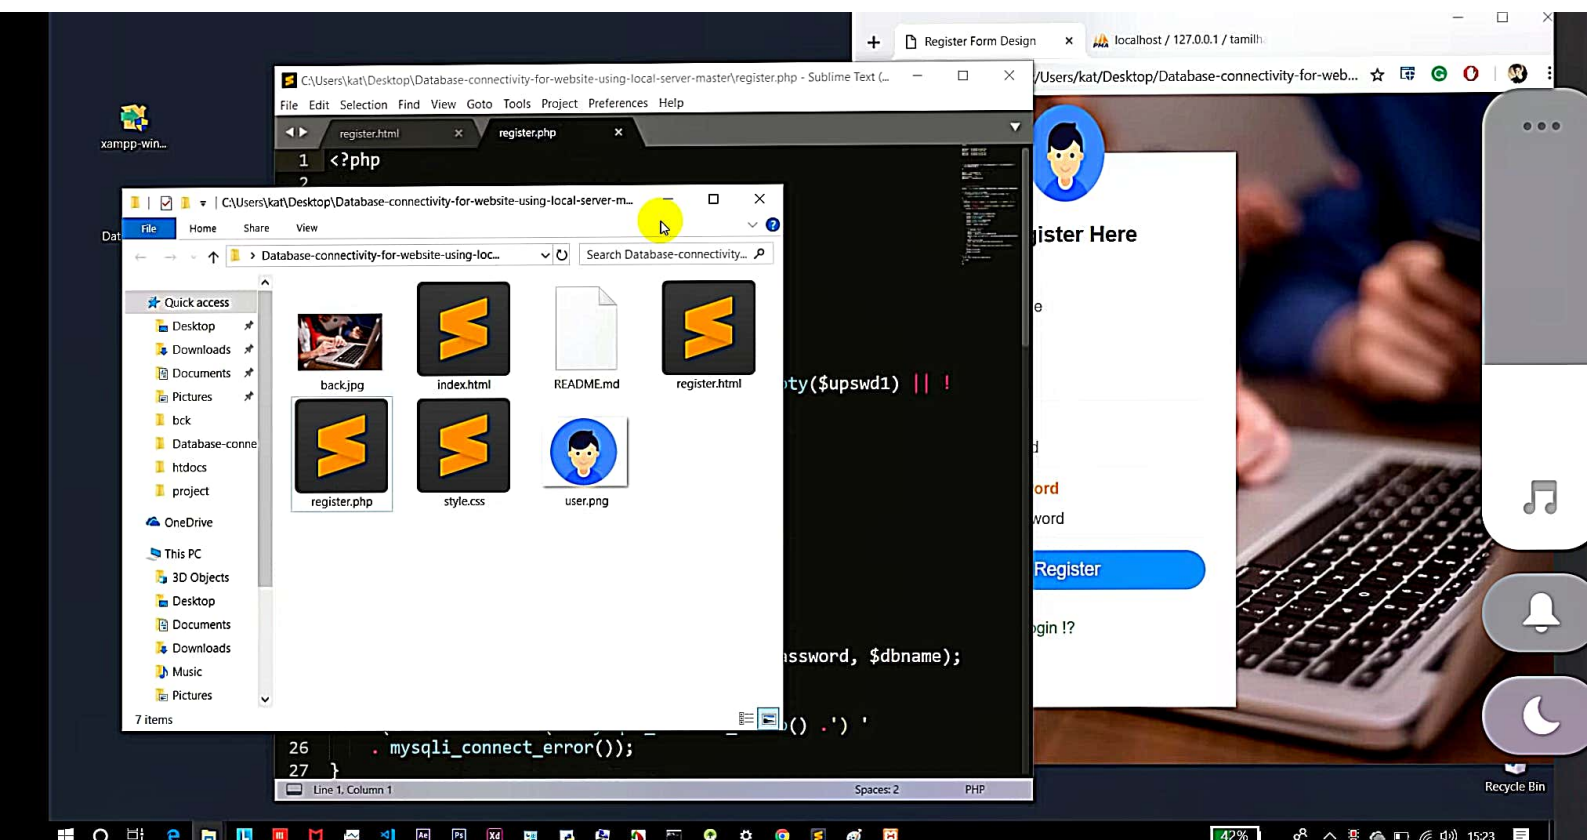 Register Form Design
localhost / 127.0.0.1 / tamilh
/Users/kat/Desktop/Database-connectivity-for-web...
C:\Users\kat\Desktop\Database-connectivity-for-website-using-local-server-master\register.php - Sublime Text (...
File Edit Selection Find View Goto Tools Project Preferences Help
register.html
register.php
1 <?php
2
xampp-win...
Dat
C:\Users\kat\Desktop\Database-connectivity-for-website-using-local-server-m...
File Home Share View
Database-connectivity-for-website-using-loc...
Search Database-connectivity...
Quick access
Desktop
Downloads
Documents
Pictures
bck
Database-conne
htdocs
project
OneDrive
This PC
3D Objects
Desktop
Documents
Downloads
Music
Pictures
back.jpg
index.html
README.md
register.html
register.php
style.css
user.png
7 items
ty($upswd1) || !
assword, $dbname);
() .') '
26 . mysqli_connect_error());
27 }
Line 1, Column 1
Spaces: 2
PHP
ister Here
e
d
ord
word
Register
ogin !?
Recycle Bin
42%
15:23